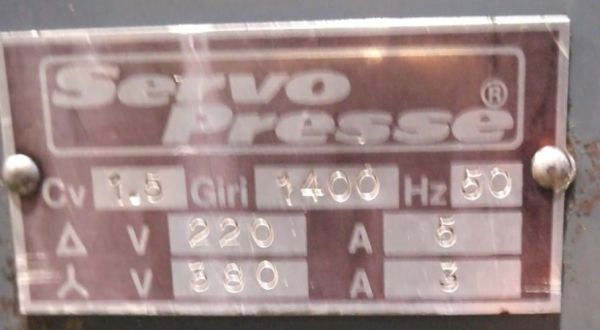 Servo
Presse ®
Cv 1.5 Giri 1400 Hz 50
Δ V 220 A 5
⅄ V 380 A 3